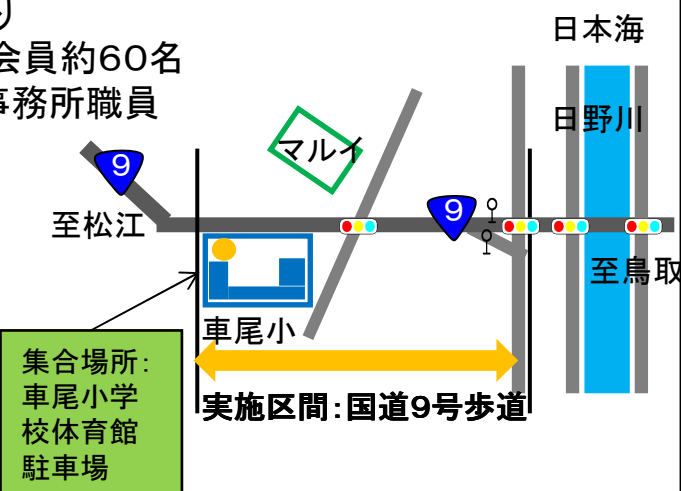 会員約60名
事務所職員
日本海
日野川
マルイ
9
9
至松江
至鳥取
車尾小
集合場所:
車尾小学
校体育館
駐車場
実施区間:国道9号歩道